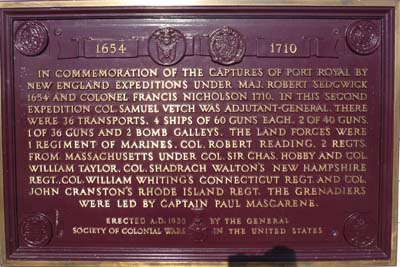 1654 1710
IN COMMEMORATION OF THE CAPTURES OF PORT ROYAL BY
NEW ENGLAND EXPEDITIONS UNDER MAJ. ROBERT SEDGWICK
1654 AND COLONEL FRANCIS NICHOLSON 1710. IN THIS SECOND
EXPEDITION COL. SAMUEL VETCH WAS ADJUTANT-GENERAL. THERE
WERE 36 TRANSPORTS, 4 SHIPS OF 60 GUNS EACH, 2 OF 40 GUNS,
1 OF 36 GUNS AND 2 BOMB GALLEYS. THE LAND FORCES WERE
1 REGIMENT OF MARINES, COL. ROBERT READING, 2 REGTS.
FROM MASSACHUSETTS UNDER COL. SIR CHAS. HOBBY AND COL.
WILLIAM TAYLOR, COL. SHADRACH WALTON'S NEW HAMPSHIRE
REGT., COL. WILLIAM WHITING'S CONNECTICUT REGT. AND COL.
JOHN CRANSTON'S RHODE ISLAND REGT. THE GRENADIERS
WERE LED BY CAPTAIN PAUL MASCARENE.
ERECTED A.D. 1930 BY THE GENERAL
SOCIETY OF COLONIAL WARS IN THE UNITED STATES